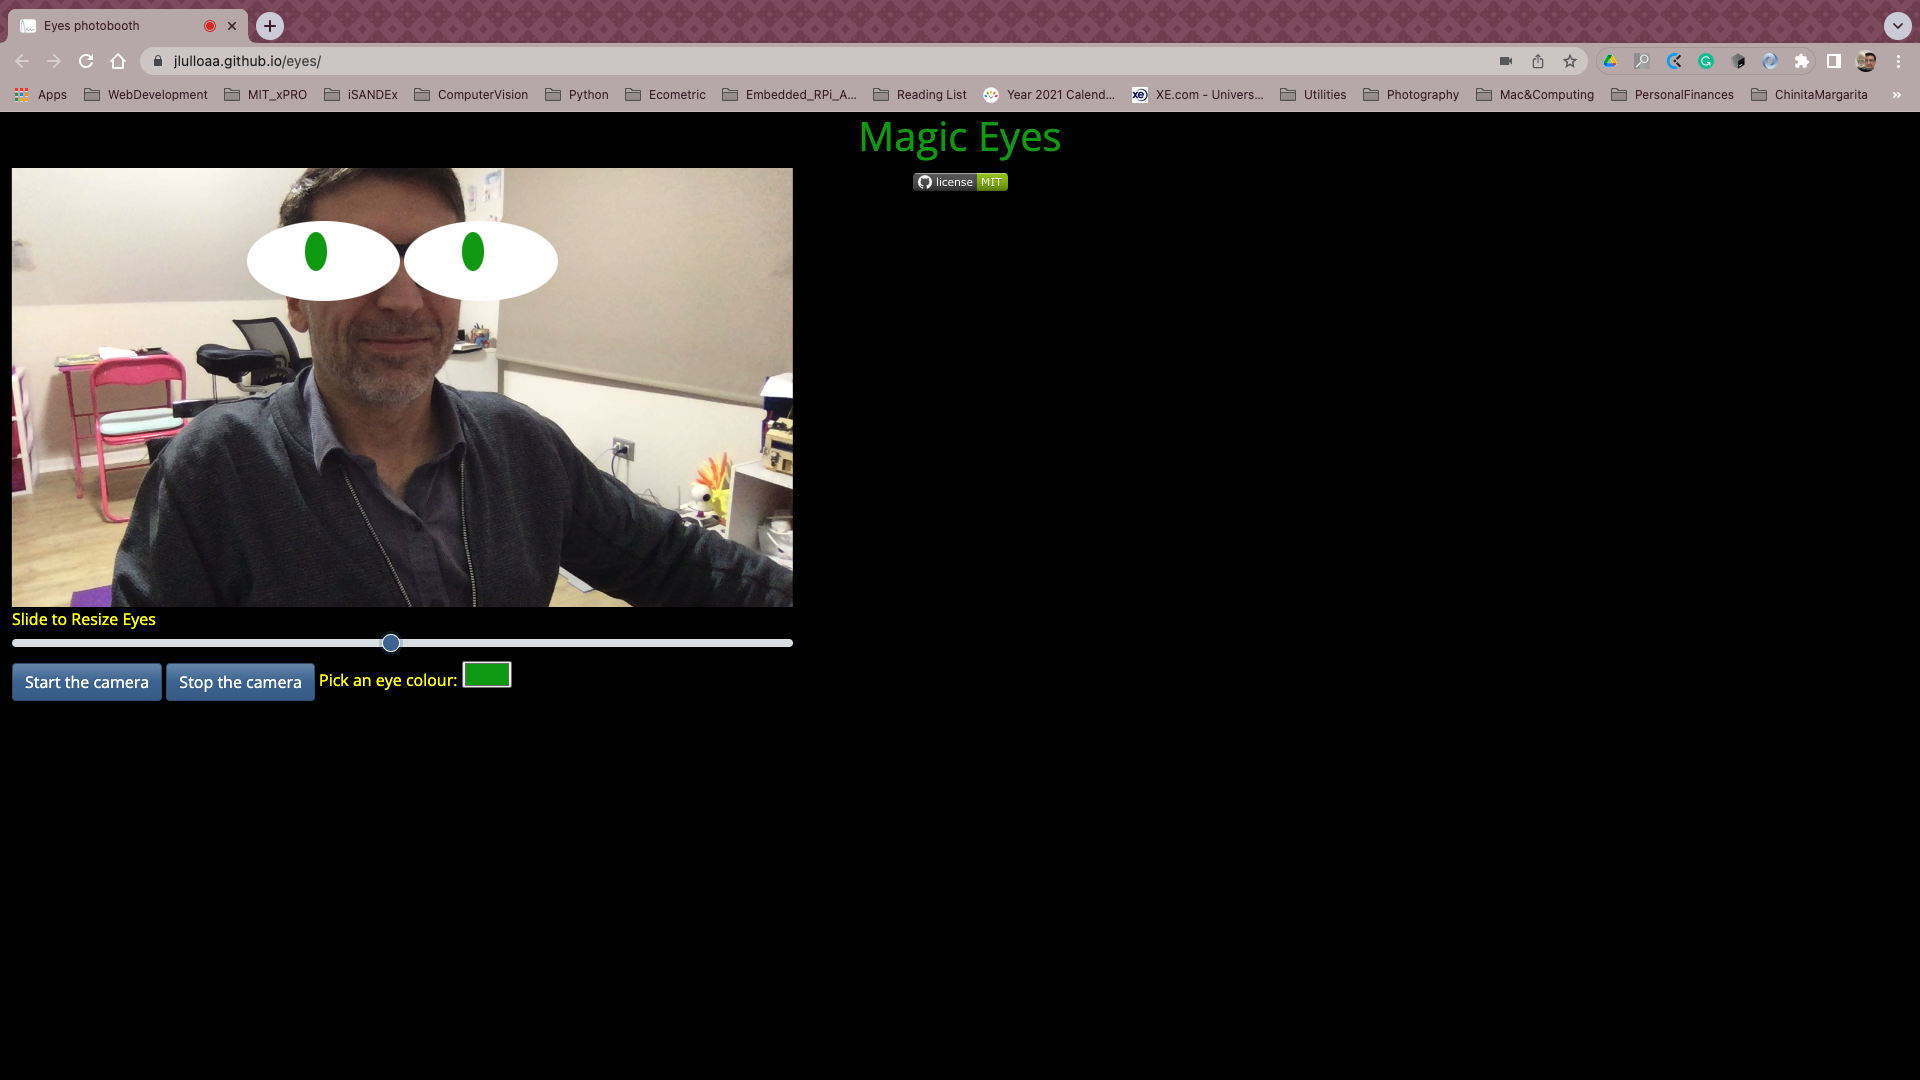 Eyes photobooth
jlulloaa.github.io/eyes/
Apps WebDevelopment MIT_xPRO iSANDEx ComputerVision Python Ecometric Embedded_RPi_A... Reading List Year 2021 Calend... xe XE.com - Univers... Utilities Photography Mac&Computing PersonalFinances ChinitaMargarita »
Magic Eyes
license MIT
Slide to Resize Eyes
Start the camera Stop the camera Pick an eye colour: